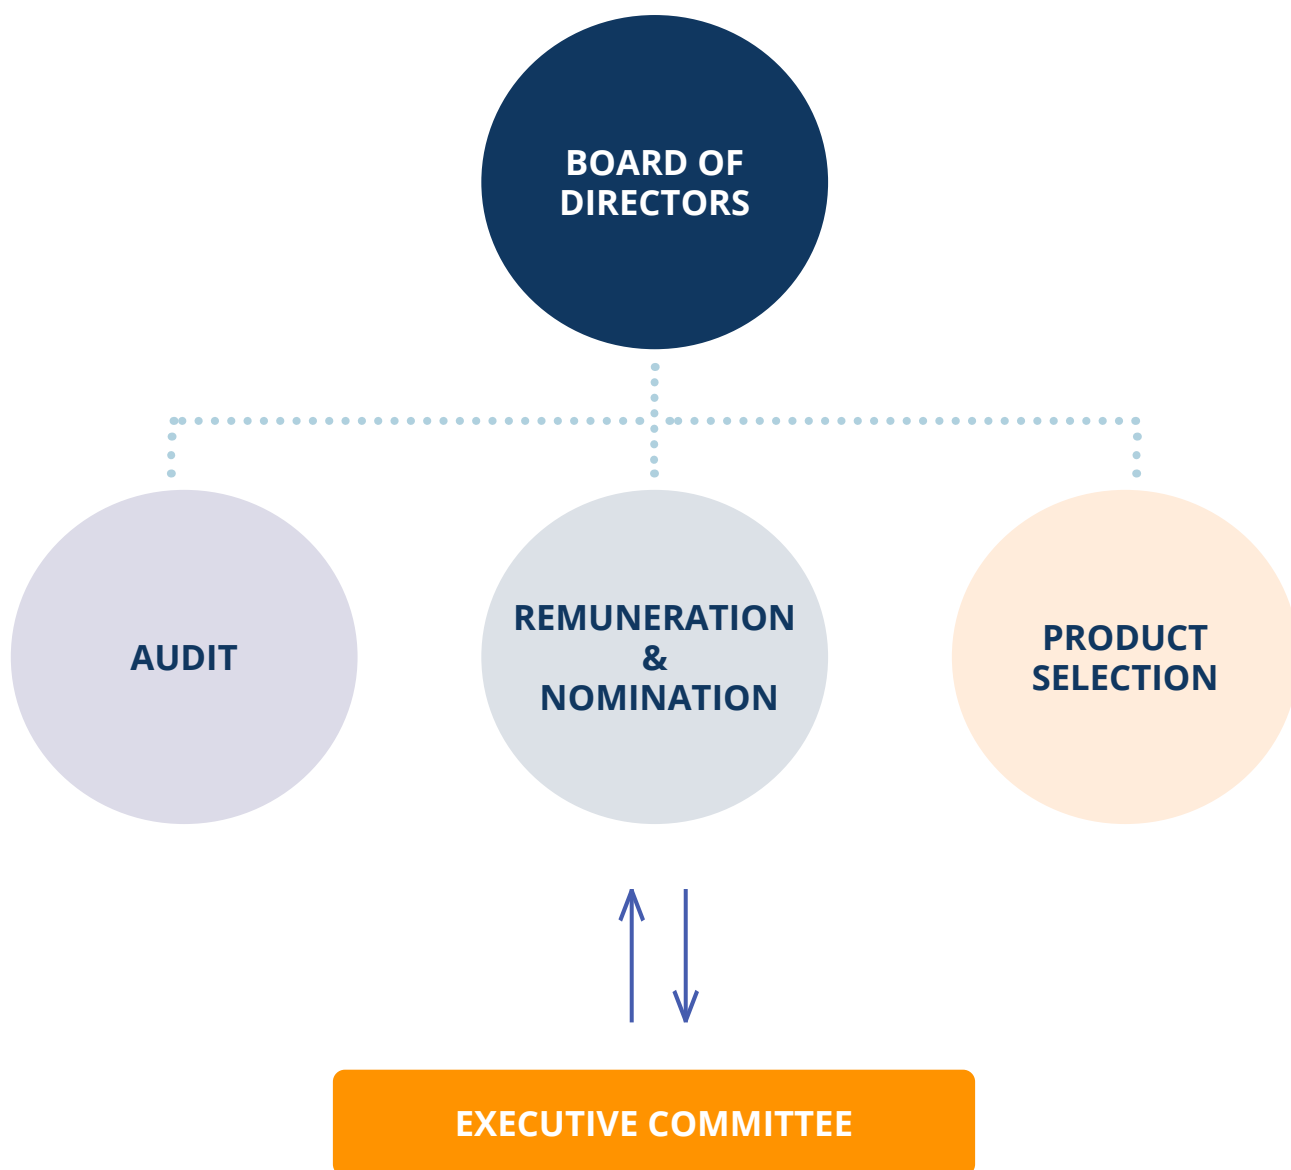 BOARD OF
DIRECTORS
AUDIT
REMUNERATION
&
NOMINATION
PRODUCT
SELECTION
EXECUTIVE COMMITTEE